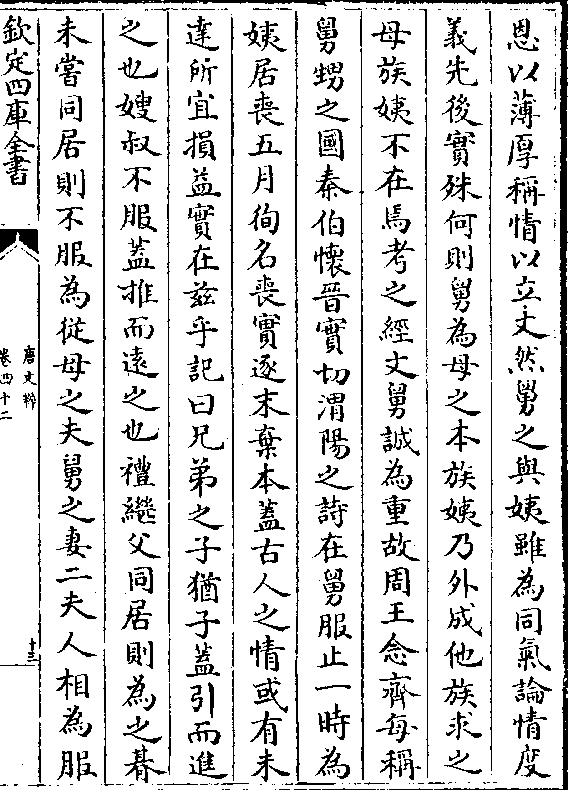 恩以薄厚稱情以立文然舅之與姨雖為同氣論情度
義先後實殊何則舅為母之本族姨乃外成他族求之
母族姨不在焉考之經文舅誠為重故周王念齊每稱
舅甥之國秦伯懷晉實切渭陽之詩在舅服止一時為
姨居喪五月徇名喪實逐末棄本蓋古人之情或有未
達所宜損益實在兹乎記曰兄弟之子猶子蓋引而進
之也嫂叔不服蓋推而遠之也禮繼父同居則為之朞
未嘗同居則不服為從母之夫舅之妻二夫人相為服
欽定四庫全書
唐文粹
卷四十二
十三